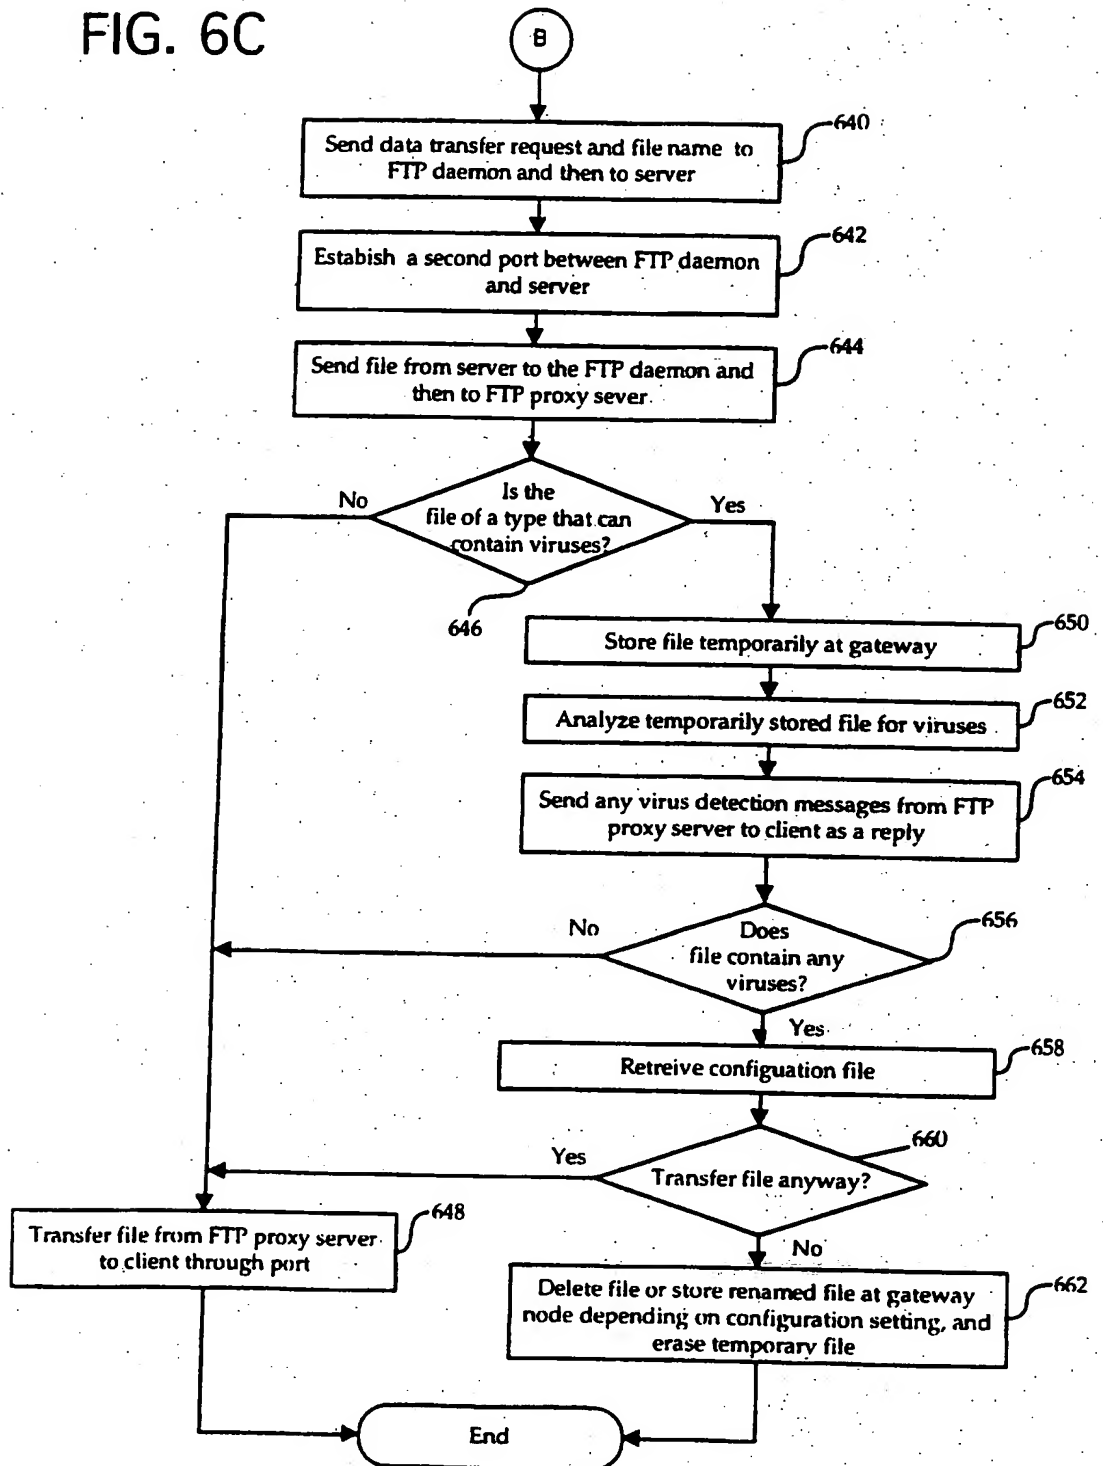 FIG. 6C
B
640
Send data transfer request and file name to
FTP daemon and then to server
642
Estabish a second port between FTP daemon
and server
644
Send file from server to the FTP daemon and
then to FTP proxy sever
Is the
file of a type that can
contain viruses?
No
Yes
646
650
Store file temporarily at gateway
652
Analyze temporarily stored file for viruses
654
Send any virus detection messages from FTP
proxy server to client as a reply
656
Does
file contain any
viruses?
No
Yes
658
Retreive configuation file
660
Transfer file anyway?
Yes
No
648
Transfer file from FTP proxy server
to client through port
662
Delete file or store renamed file at gateway
node depending on configuration setting, and
erase temporary file
End